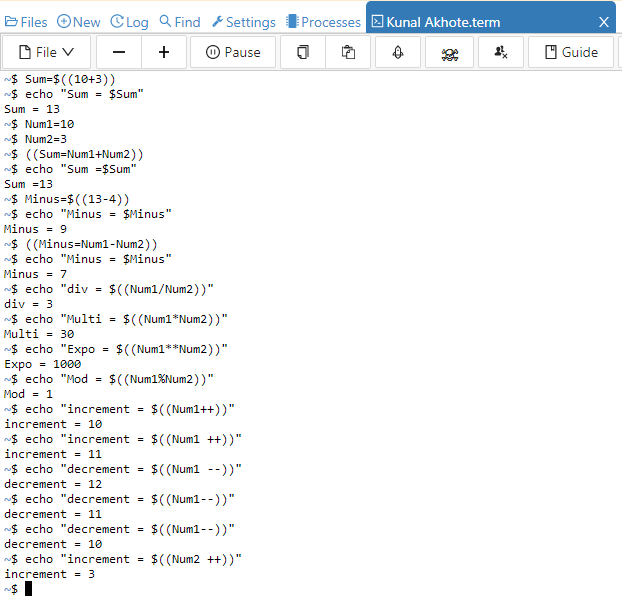 Files New Log Find Settings Processes Kunal Akhote.term X
File Pause Guide
~$ Sum=$((10+3))
~$ echo "Sum = $Sum"
Sum = 13
~$ Num1=10
~$ Num2=3
~$ ((Sum=Num1+Num2))
~$ echo "Sum =$Sum"
Sum =13
~$ Minus=$((13-4))
~$ echo "Minus = $Minus"
Minus = 9
~$ ((Minus=Num1-Num2))
~$ echo "Minus = $Minus"
Minus = 7
~$ echo "div = $((Num1/Num2))"
div = 3
~$ echo "Multi = $((Num1*Num2))"
Multi = 30
~$ echo "Expo = $((Num1**Num2))"
Expo = 1000
~$ echo "Mod = $((Num1%Num2))"
Mod = 1
~$ echo "increment = $((Num1++))"
increment = 10
~$ echo "increment = $((Num1 ++))"
increment = 11
~$ echo "decrement = $((Num1 --))"
decrement = 12
~$ echo "decrement = $((Num1--))"
decrement = 11
~$ echo "decrement = $((Num1--))"
decrement = 10
~$ echo "increment = $((Num2 ++))"
increment = 3
~$